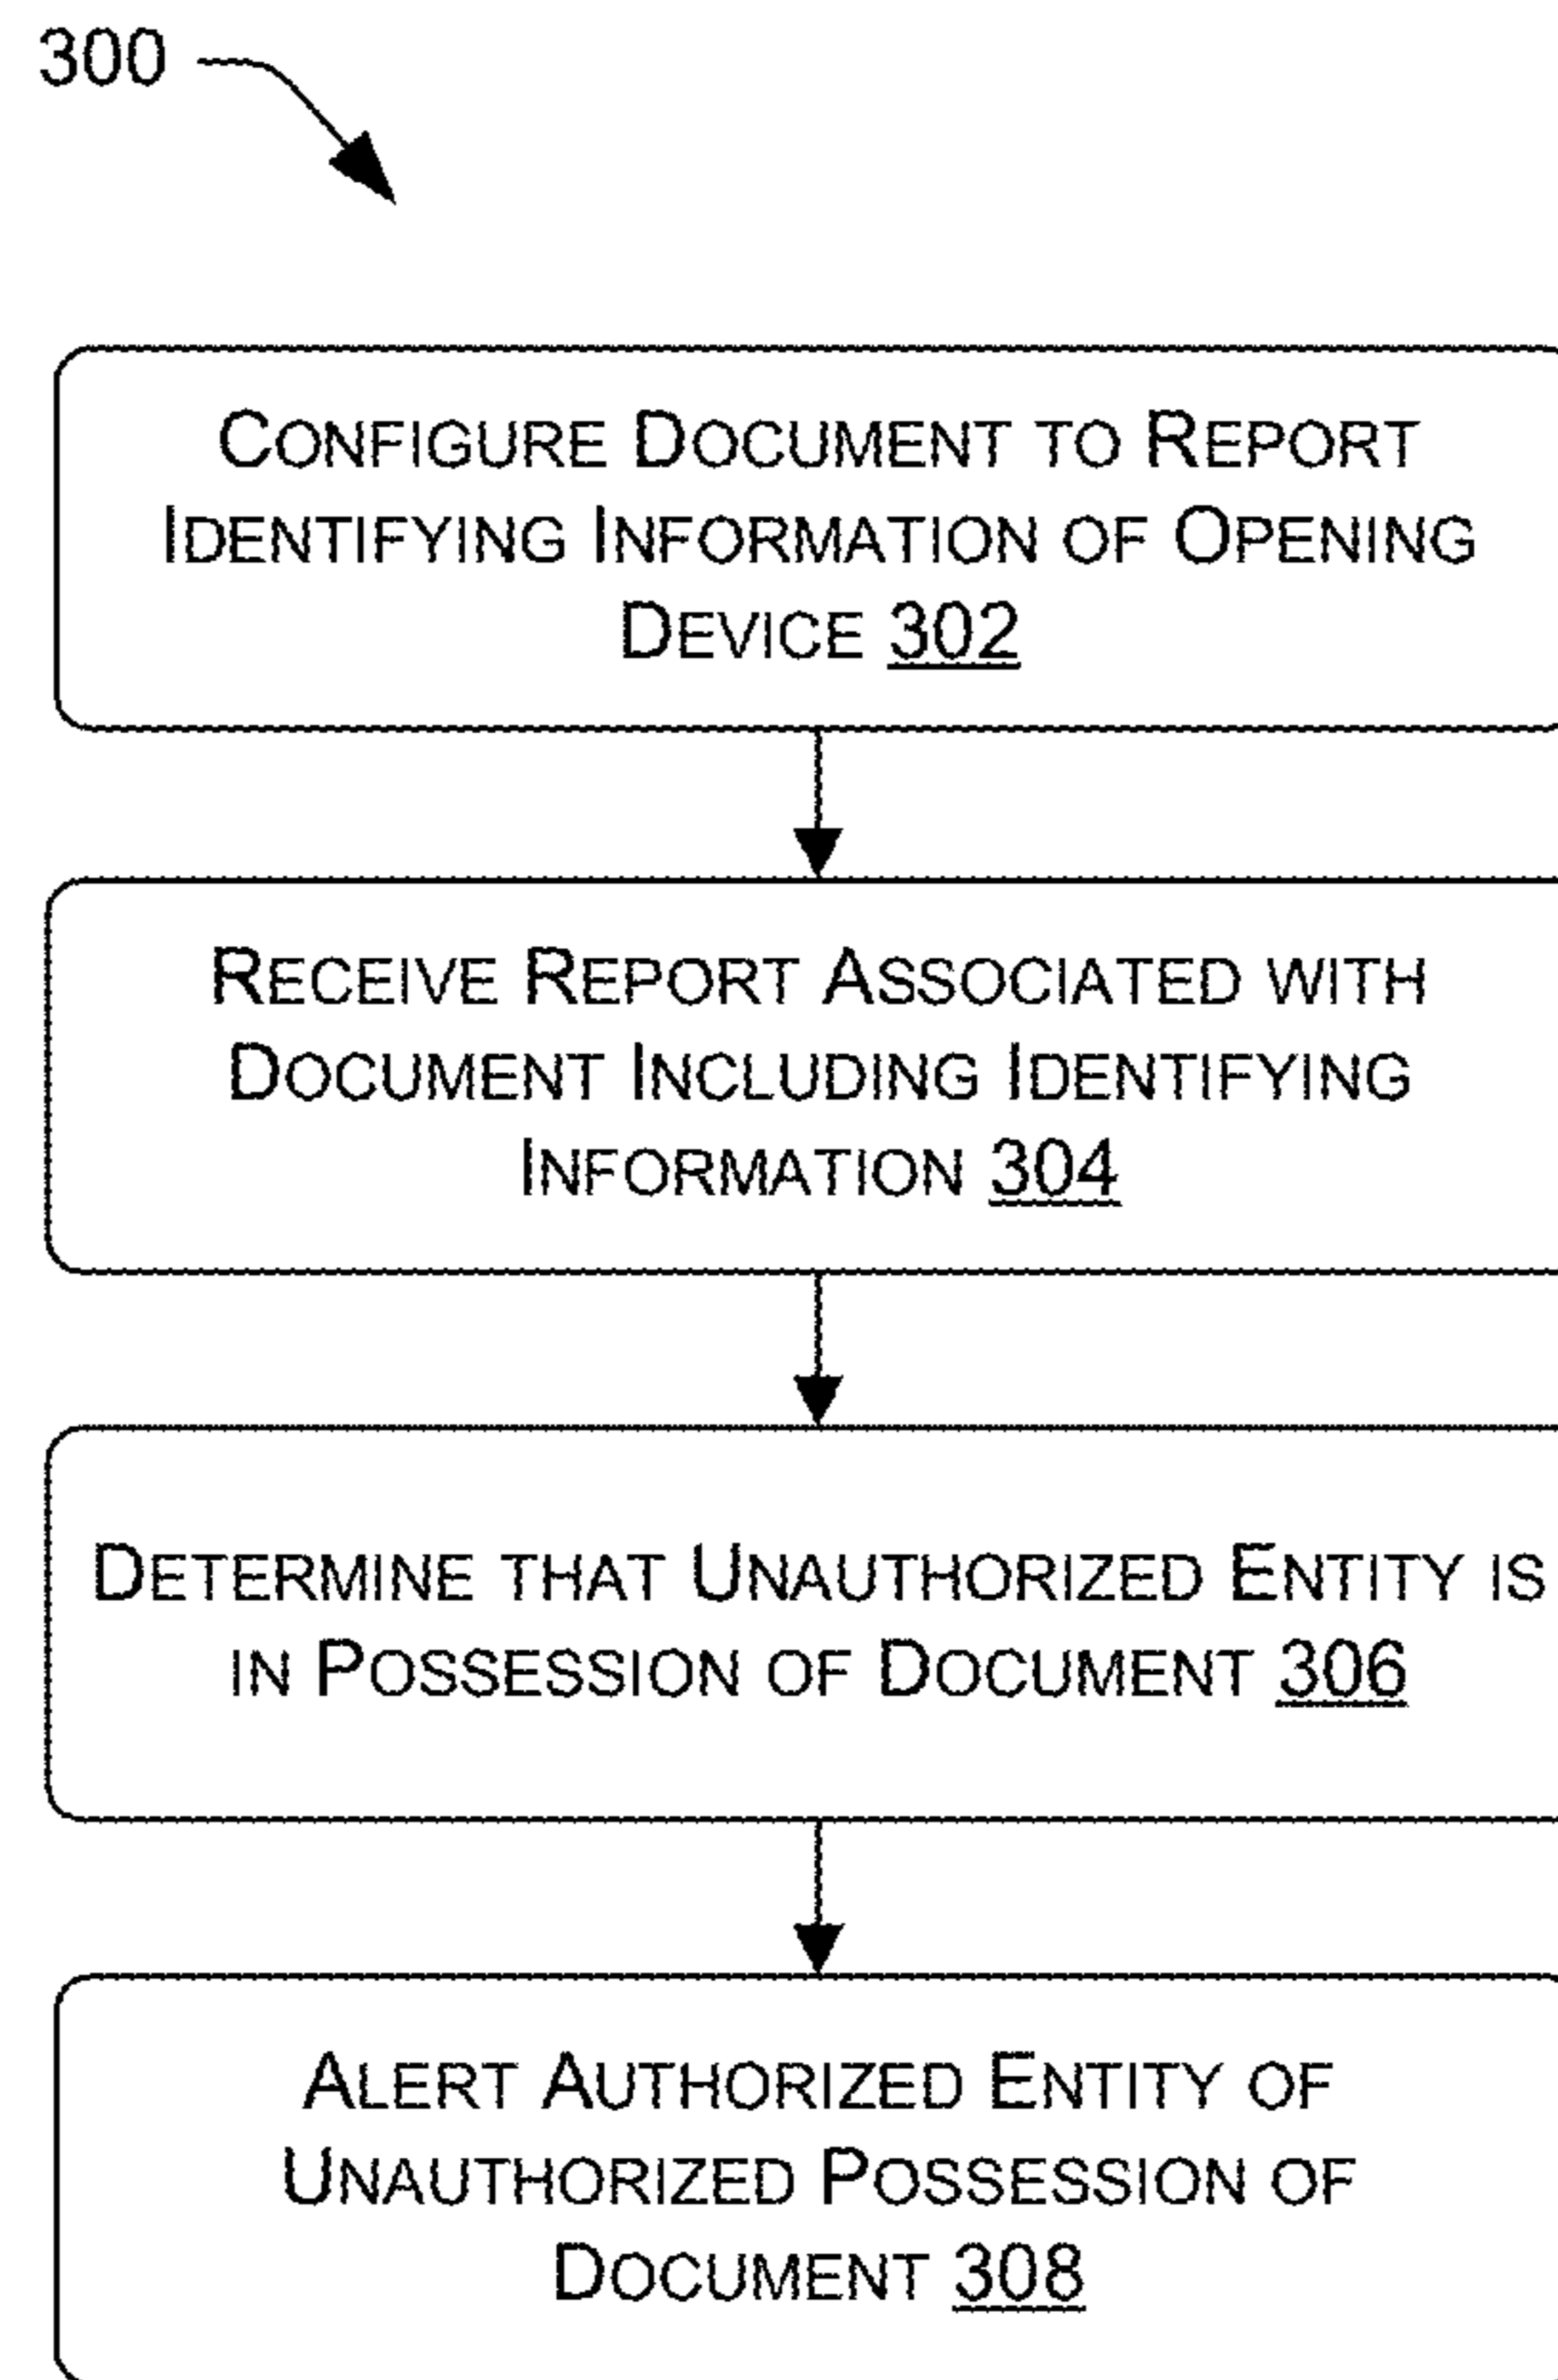 300
CONFIGURE DOCUMENT TO REPORT
IDENTIFYING INFORMATION OF OPENING
DEVICE 302
RECEIVE REPORT ASSOCIATED WITH
DOCUMENT INCLUDING IDENTIFYING
INFORMATION 304
DETERMINE THAT UNAUTHORIZED ENTITY IS
IN POSSESSION OF DOCUMENT 306
ALERT AUTHORIZED ENTITY OF
UNAUTHORIZED POSSESSION OF
DOCUMENT 308